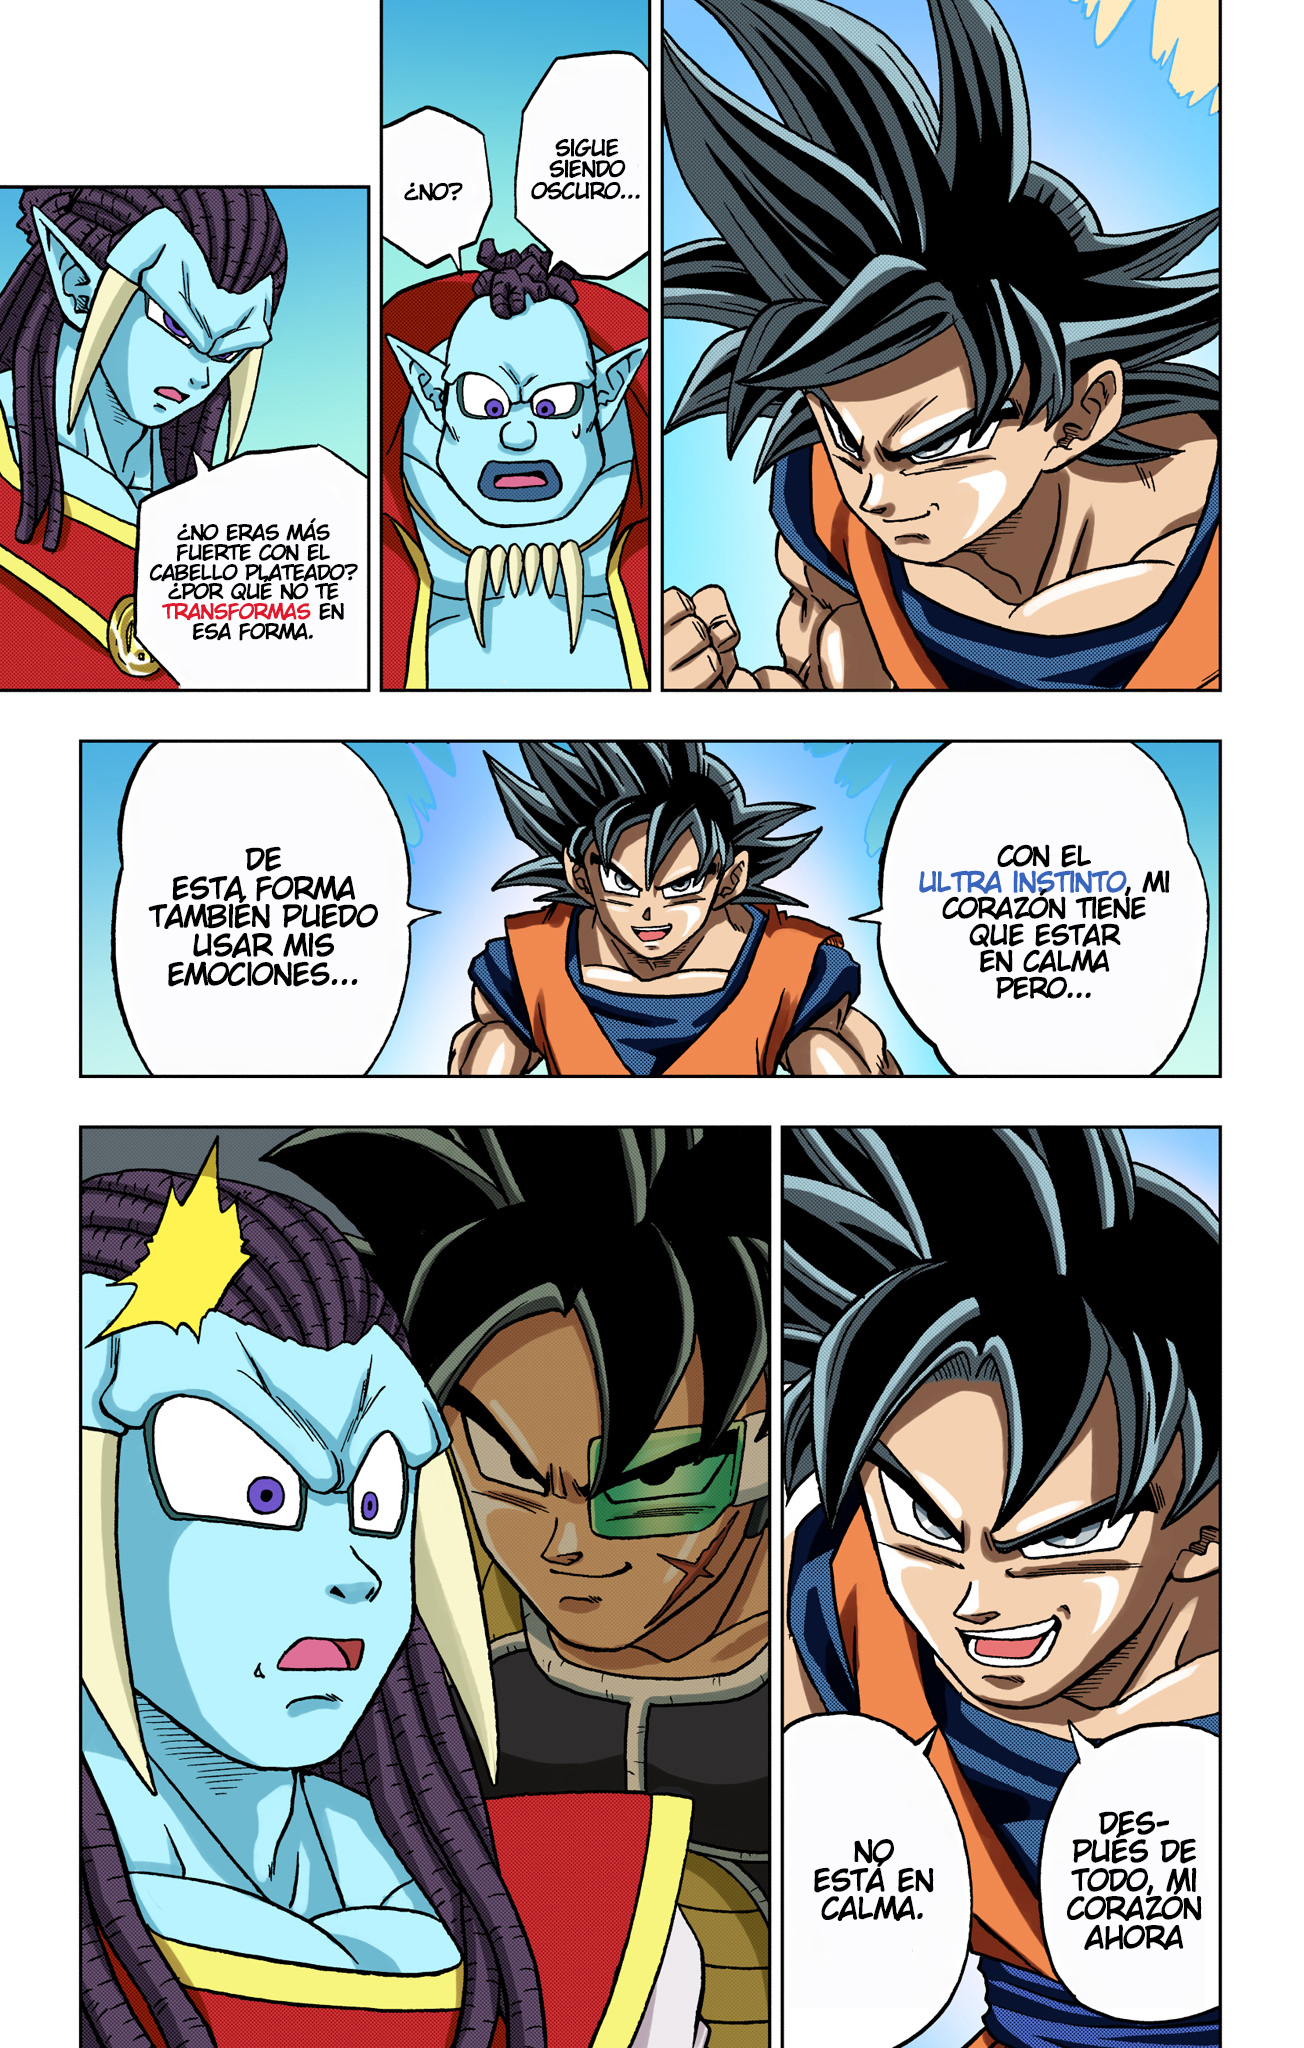 SIGUE
SIENDO
OSCURO...
¿NO?
¿NO ERAS MÁS
FUERTE CON EL
CABELLO PLATEADO?
¿POR QUÉ NO TE
TRANSFORMAS EN
ESA FORMA.
CON EL
ULTRA INSTINTO, MI
CORAZÓN TIENE
QUE ESTAR
EN CALMA
PERO...
DE
ESTA FORMA
TAMBIÉN PUEDO
USAR MIS
EMOCIONES...
DES-
PUÉS DE
TODO, MI
CORAZÓN
AHORA
NO
ESTÁ EN
CALMA.